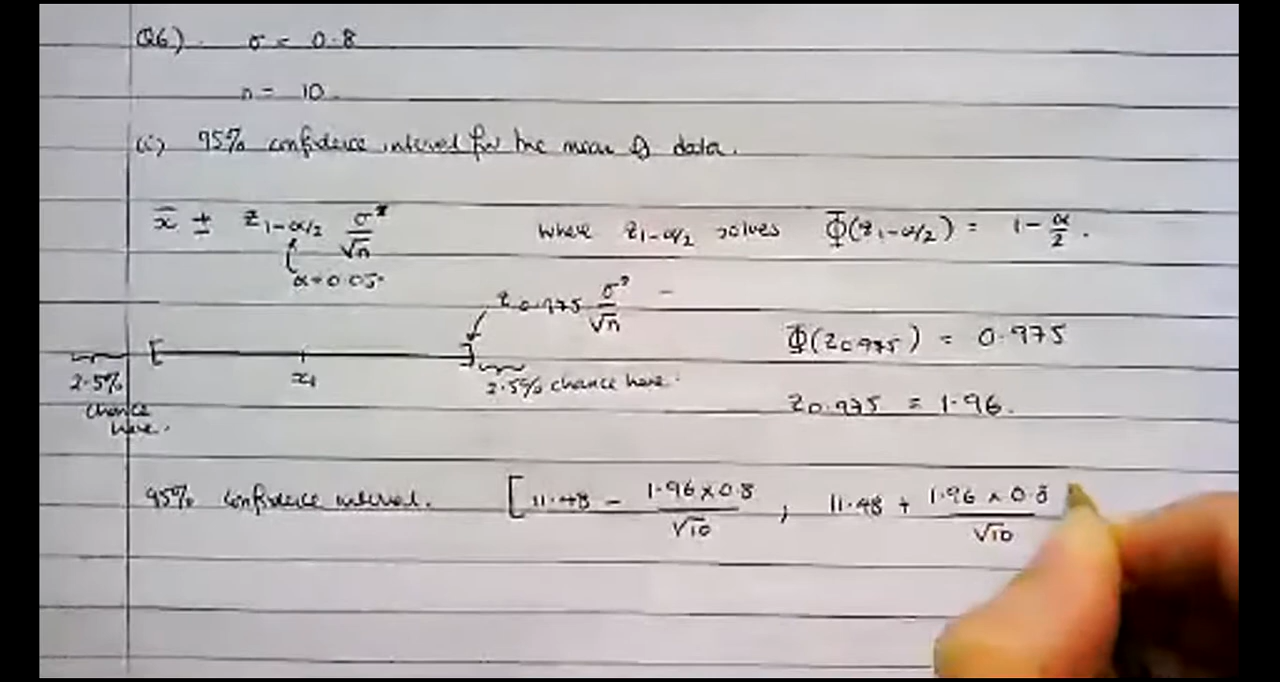 Q6). σ = 0.8
n = 10.
(i) 95% confidence interval for the mean of data.
x̄ ± z1-α/2 σ/√n where z1-α/2 solves Φ(z1-α/2) = 1 - α/2 .
α=0.05
z0.975 σ/√n -
Φ(z0.975) = 0.975
[ ]
2.5% chance here.
x̄
2.5% chance here.
z0.975 = 1.96.
95% confidence interval. [11.48 - 1.96×0.8/√10 , 11.48 + 1.96×0.8/√10